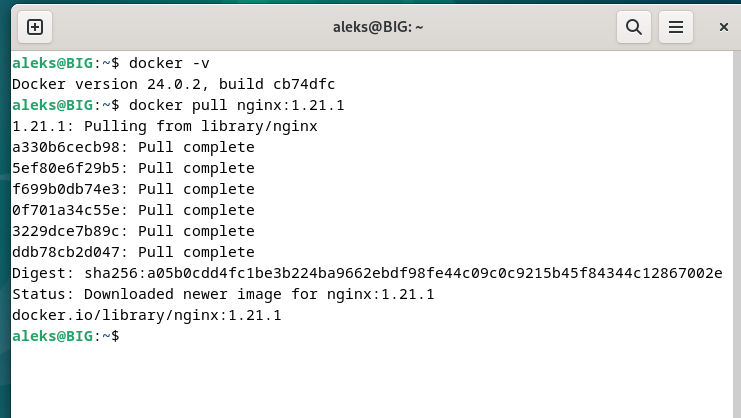 aleks@BIG: ~
aleks@BIG:~$ docker -v
Docker version 24.0.2, build cb74dfc
aleks@BIG:~$ docker pull nginx:1.21.1
1.21.1: Pulling from library/nginx
a330b6cecb98: Pull complete
5ef80e6f29b5: Pull complete
f699b0db74e3: Pull complete
0f701a34c55e: Pull complete
3229dce7b89c: Pull complete
ddb78cb2d047: Pull complete
Digest: sha256:a05b0cdd4fc1be3b224ba9662ebdf98fe44c09c0c9215b45f84344c12867002e
Status: Downloaded newer image for nginx:1.21.1
docker.io/library/nginx:1.21.1
aleks@BIG:~$